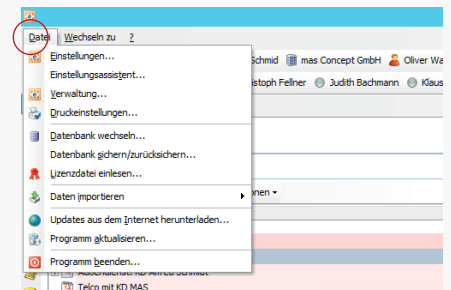 Datei Wechseln zu ?
Einstellungen...
Schmid mas Concept GmbH Oliver Wa
Einstellungsassistent...
istoph Fellner Judith Bachmann Klaus
Verwaltung...
Druckeinstellungen...
Datenbank wechseln...
Datenbank sichern/zurücksichern...
Lizenzdatei einlesen...
Daten importieren
onen
Updates aus dem Internet herunterladen...
Programm aktualisieren...
Programm beenden...
Telco mit KD MAS